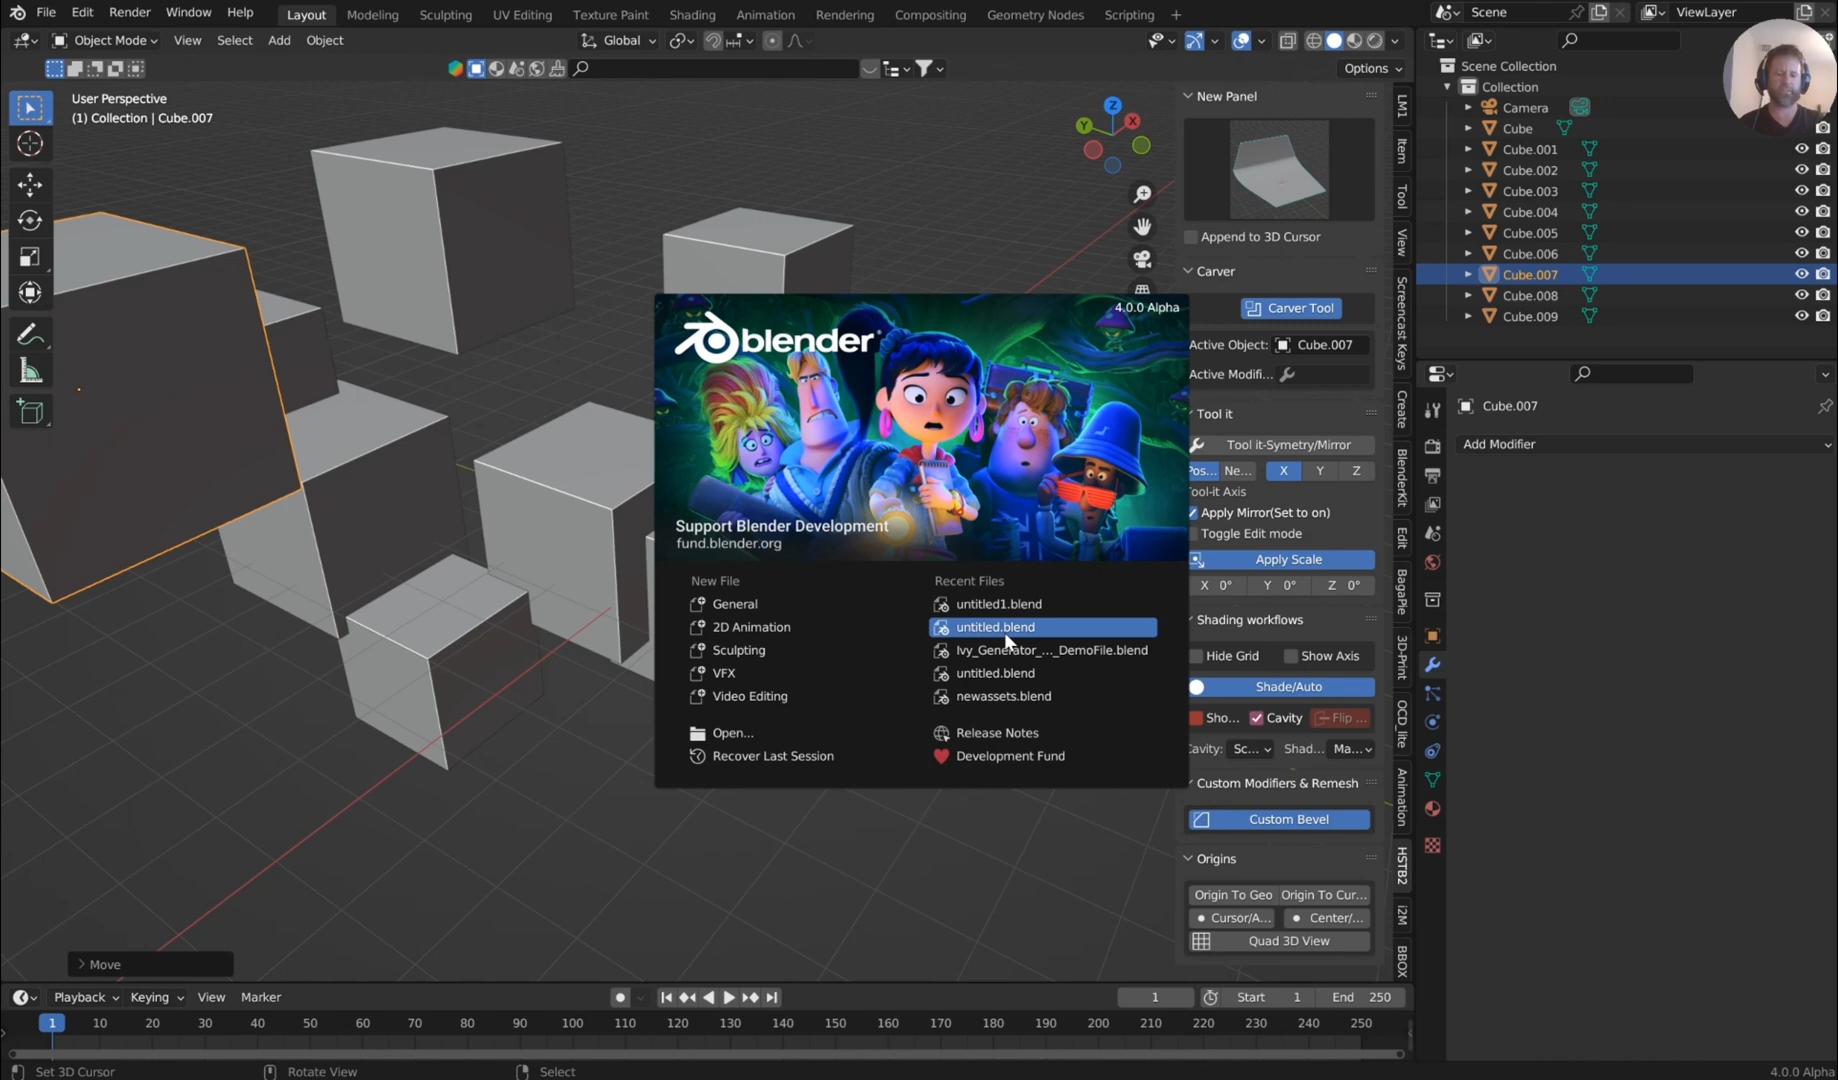 File Edit Render Window Help Layout Modeling Sculpting UV Editing Texture Paint Shading Animation Rendering Compositing Geometry Nodes Scripting + Scene ViewLayer
Object Mode View Select Add Object Global
Options
User Perspective
(1) Collection | Cube.007
Z
Y
X
New Panel
Append to 3D Cursor
Carver
Carver Tool
Active Object: Cube.007
Active Modifi...
Tool it
Tool it-Symetry/Mirror
Pos... Ne... X Y Z
Tool-it Axis
Apply Mirror(Set to on)
Toggle Edit mode
Apply Scale
X 0° Y 0° Z 0°
Shading workflows
Hide Grid Show Axis
Shade/Auto
Sho... Cavity Flip ...
Cavity: Sc... Shad... Ma...
Custom Modifiers & Remesh
Custom Bevel
Origins
Origin To Geo Origin To Cur...
Cursor/A... Center/...
Quad 3D View
LM1
Item
Tool
View
Screencast Keys
Create
BlenderKit
Edit
BagaPie
3D-Print
OCD_lite
Animation
HSTB2
i2M
BBOX
Scene Collection
Collection
Camera
Cube
Cube.001
Cube.002
Cube.003
Cube.004
Cube.005
Cube.006
Cube.007
Cube.008
Cube.009
Cube.007
Add Modifier
4.0.0 Alpha
blender
Support Blender Development
fund.blender.org
New File
General
2D Animation
Sculpting
VFX
Video Editing
Open...
Recover Last Session
Recent Files
untitled1.blend
untitled.blend
Ivy_Generator_..._DemoFile.blend
untitled.blend
newassets.blend
Release Notes
Development Fund
Move
Playback Keying View Marker 1 Start 1 End 250
1 10 20 30 40 50 60 70 80 90 100 110 120 130 140 150 160 170 180 190 200 210 220 230 240 250
Set 3D Cursor Rotate View Select 4.0.0 Alpha